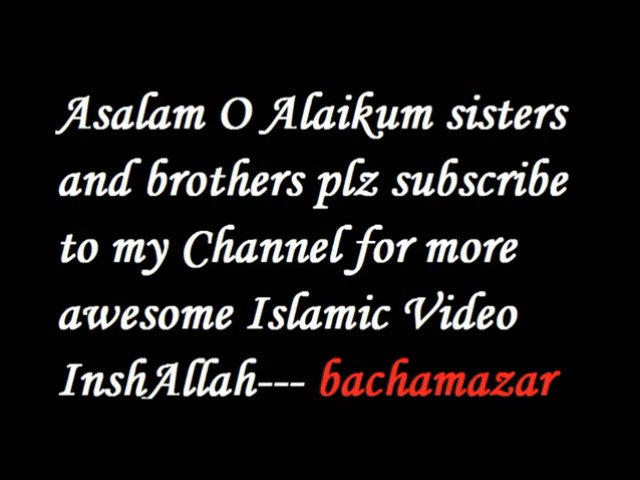 Asalam O Alaikum sisters
and brothers plz subscribe
to my Channel for more
awesome Islamic Video
InshAllah--- bachamazar